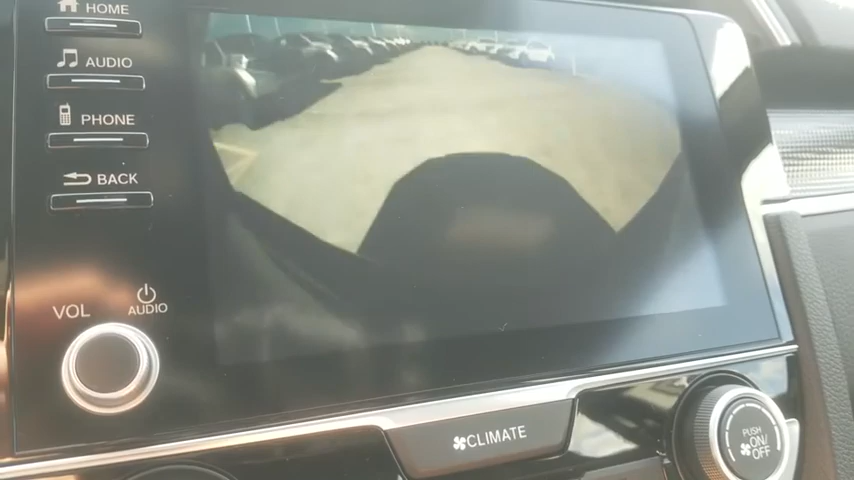 HOME
AUDIO
PHONE
BACK
VOL
AUDIO
CLIMATE
PUSH
ON/
OFF